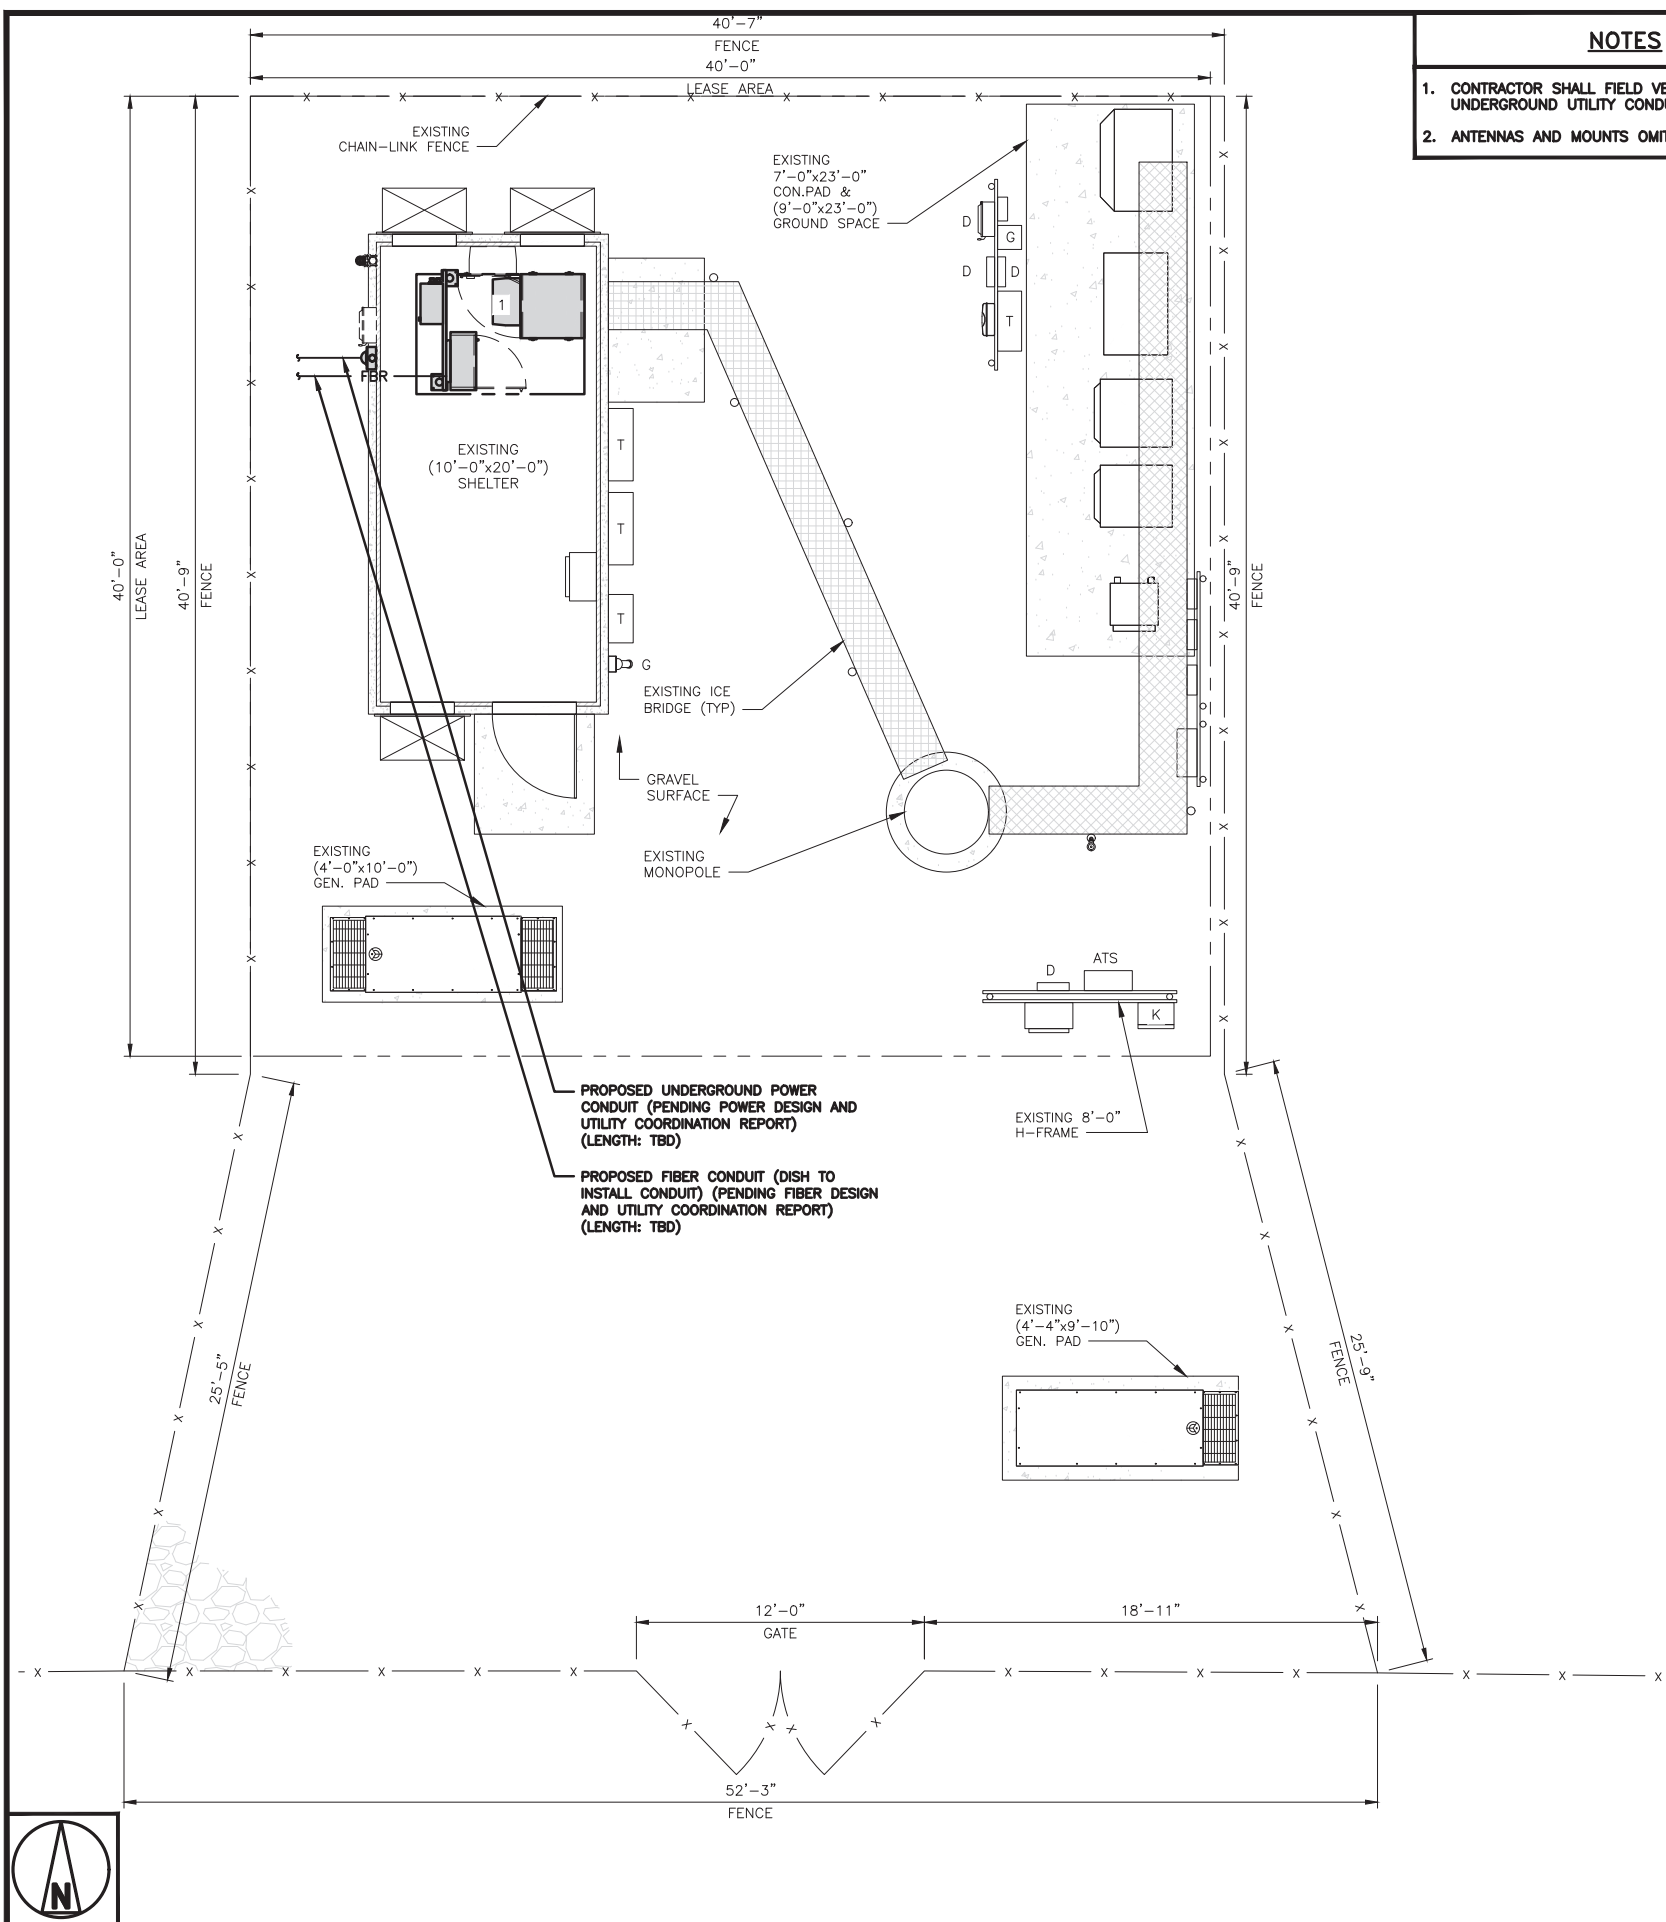 40'-7"
FENCE
40'-0"
LEASE AREA
NOTES
1. CONTRACTOR SHALL FIELD
UNDERGROUND UTILITY
2. ANTENNAS AND MOUNTS
EXISTING
CHAIN-LINK FENCE
EXISTING
7'-0"x23'-0"
CON.PAD &
(9'-0"x23'-0")
GROUND SPACE
D
G
D
D
T
1
FBR
EXISTING
(10'-0"x20'-0")
SHELTER
T
T
T
G
40'-0"
LEASE AREA
40'-9"
FENCE
40'-9"
FENCE
EXISTING ICE
BRIDGE (TYP)
GRAVEL
SURFACE
EXISTING
MONOPOLE
EXISTING
(4'-0"x10'-0")
GEN. PAD
D
ATS
K
PROPOSED UNDERGROUND POWER
CONDUIT (PENDING POWER DESIGN AND
UTILITY COORDINATION REPORT)
(LENGTH: TBD)
EXISTING 8'-0"
H-FRAME
PROPOSED FIBER CONDUIT (DISH TO
INSTALL CONDUIT) (PENDING FIBER DESIGN
AND UTILITY COORDINATION REPORT)
(LENGTH: TBD)
EXISTING
(4'-4"x9'-10")
GEN. PAD
25'-5"
FENCE
25'-9"
FENCE
12'-0"
GATE
18'-11"
52'-3"
FENCE
N